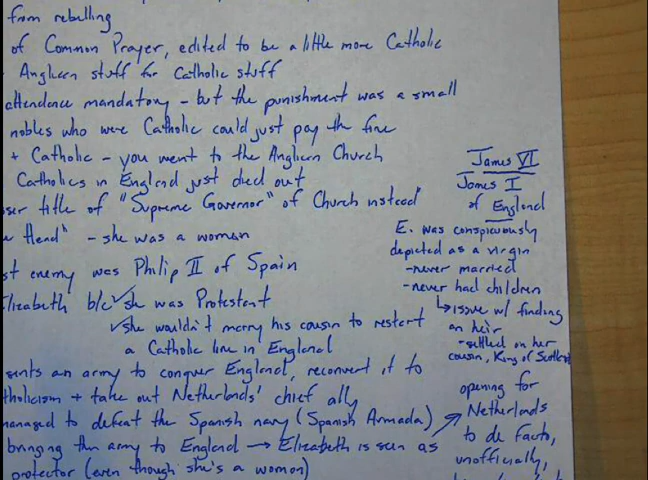 from rebelling
of Common Prayer, edited to be a little more Catholic
Anglican stuff for Catholic stuff
attendance mandatory - but the punishment was a small
nobles who were Catholic could just pay the fine
+ Catholic - you went to the Anglican Church
Catholics in England just died out
ser title of "Supreme Governor" of Church instead
Head" - she was a woman
st enemy was Philip II of Spain
Elizabeth b/c ✓ she was Protestant
✓ she wouldn't marry his cousin to restart
a Catholic line in England
sents an army to conquer England, reconvert it to
tholicism + take out Netherlands' chief ally
managed to defeat the Spanish navy (Spanish Armada)
bringing the army to England → Elizabeth is seen as
protector (even though she's a woman)
James VI
James I
of England
E. was conspicuously
depicted as a virgin
- never married
- never had children
↳ issue w/ finding
an heir
- settled on her
cousin, King of Scotland
opening for
Netherlands
to de facto,
unofficially,